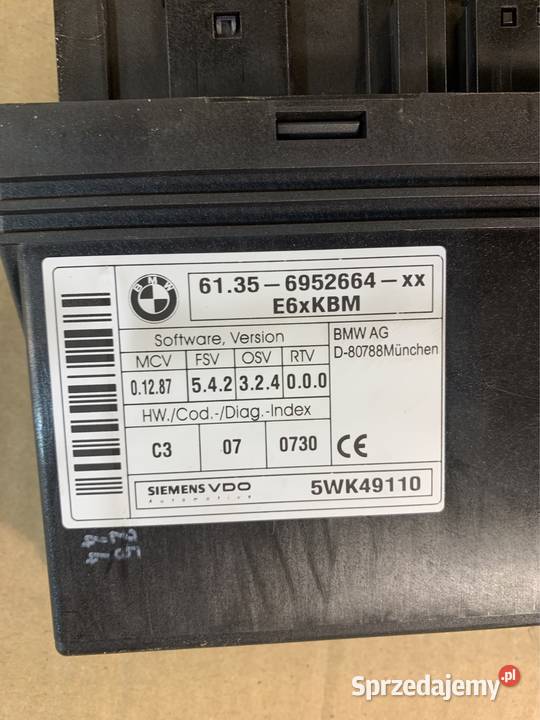 BMW
61.35-6952664-xx
E6xKBM
Software, Version
MCV FSV OSV RTV
0.12.87 5.4.2 3.2.4 0.0.0
HW./Cod.-/Diag.-Index
C3 07 0730
BMW AG
D-80788München
CE
SIEMENS VDO
Automotive
5WK49110
Sprzedajemy.pl